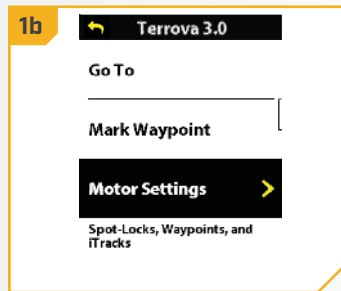 1b
Terrova 3.0
Go To
Mark Waypoint
Motor Settings
Spot-Locks, Waypoints, and
iTracks